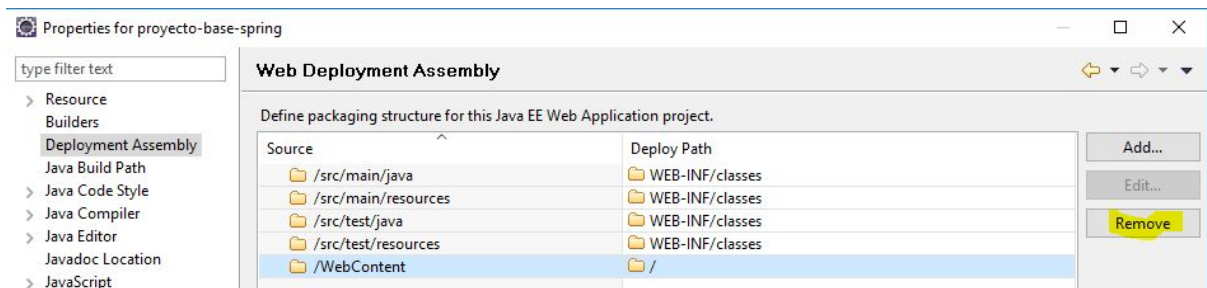 Properties for proyecto-base-spring
type filter text
Resource
Builders
Deployment Assembly
Java Build Path
Java Code Style
Java Compiler
Java Editor
Javadoc Location
JavaScript
Web Deployment Assembly
Define packaging structure for this Java EE Web Application project.
Source Deploy Path
/src/main/java WEB-INF/classes
/src/main/resources WEB-INF/classes
/src/test/java WEB-INF/classes
/src/test/resources WEB-INF/classes
/WebContent /
Add...
Edit...
Remove